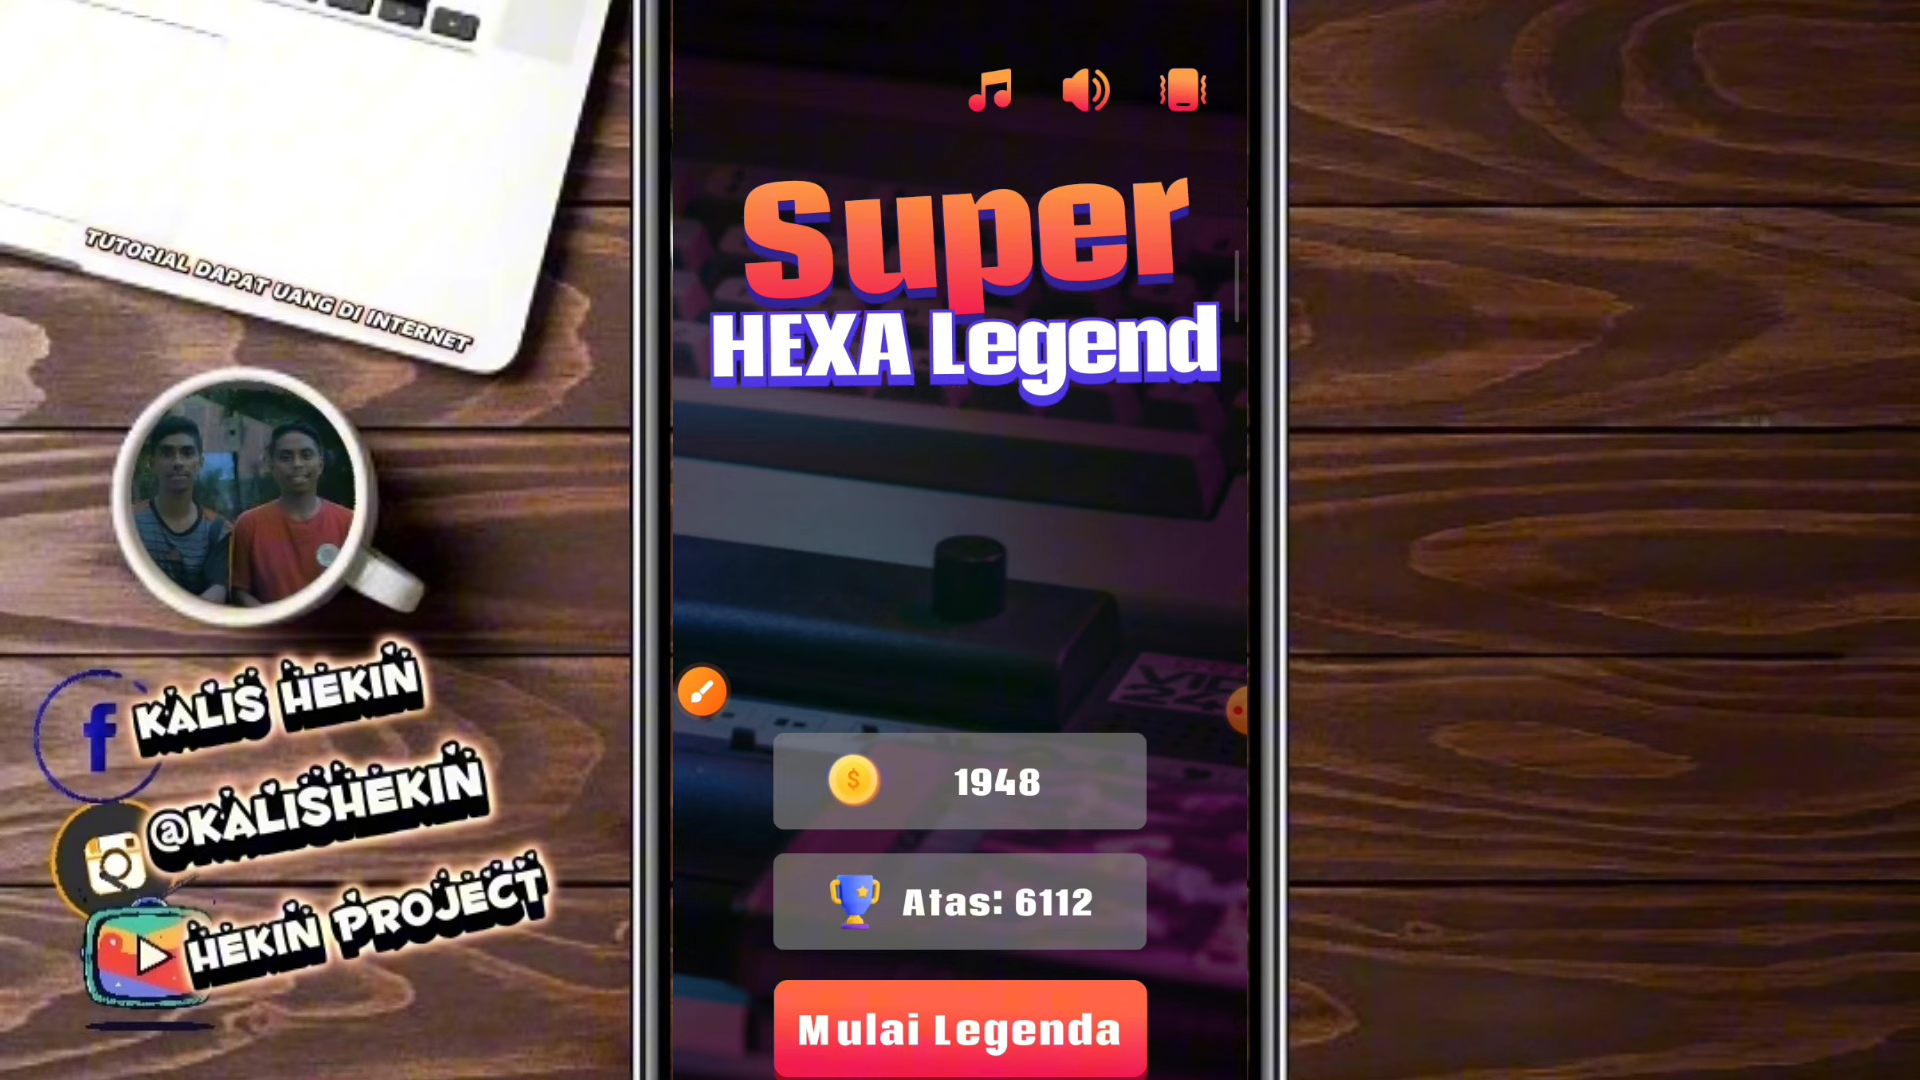 TUTORIAL DAPAT UANG DI INTERNET
KALIS HEKIN
@KALISHEKIN
HEKIN PROJECT
Super
HEXA Legend
1948
Atas: 6112
Mulai Legenda